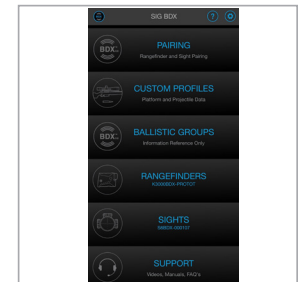 SIG BDX
?
BDX
PAIRING
Rangefinder and Sight Pairing
CUSTOM PROFILES
Platform and Projectile Data
BDX
BALLISTIC GROUPS
Information Reference Only
RANGEFINDERS
SIGHTS
SUPPORT
Videos, Manuals, FAQ's